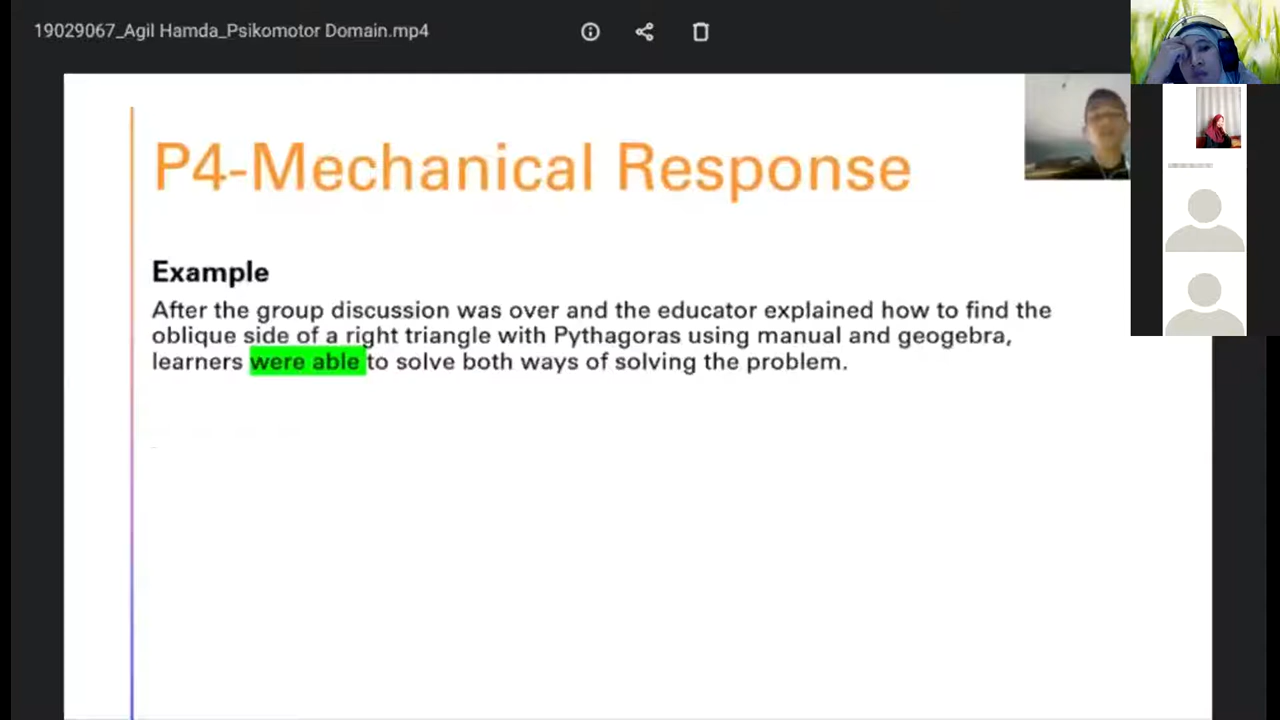 19029067_Agil Hamda_Psikomotor Domain.mp4
P4-Mechanical Response
Example
After the group discussion was over and the educator explained how to find the
oblique side of a right triangle with Pythagoras using manual and geogebra,
learners were able to solve both ways of solving the problem.